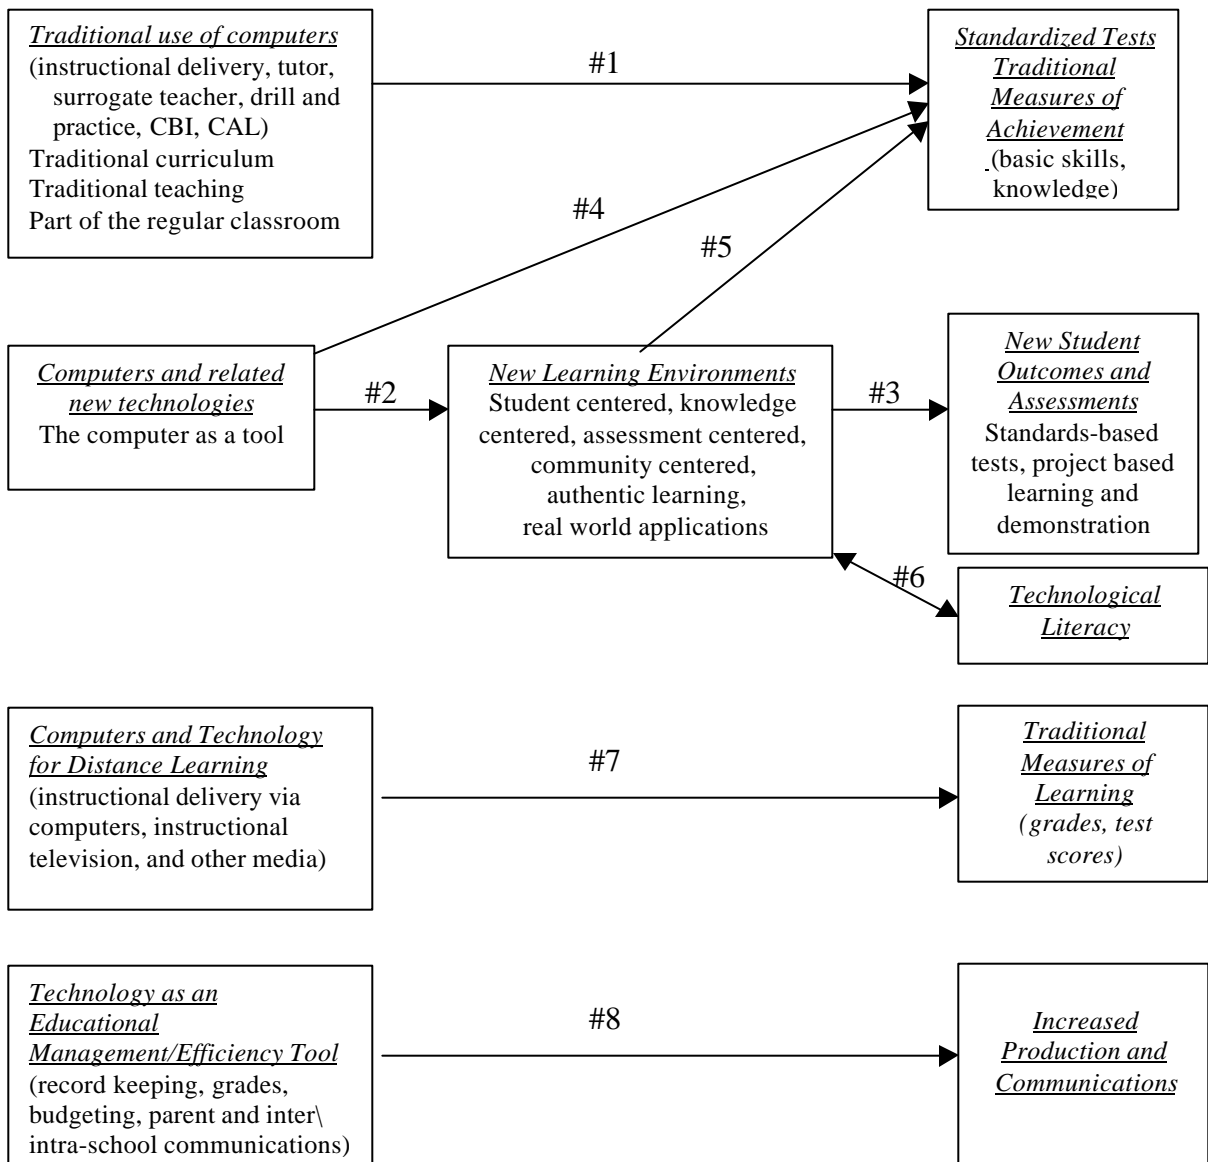 Traditional use of computers
(instructional delivery, tutor,
surrogate teacher, drill and
practice, CBI, CAL)
Traditional curriculum
Traditional teaching
Part of the regular classroom
#1
Standardized Tests
Traditional
Measures of
Achievement
(basic skills,
knowledge)
#4
#5
Computers and related
new technologies
The computer as a tool
#2
New Learning Environments
Student centered, knowledge
centered, assessment centered,
community centered,
authentic learning,
real world applications
#3
New Student
Outcomes and
Assessments
Standards-based
tests, project based
learning and
demonstration
#6
Technological
Literacy
Computers and Technology
for Distance Learning
(instructional delivery via
computers, instructional
television, and other media)
#7
Traditional
Measures of
Learning
(grades, test
scores)
Technology as an
Educational
Management/Efficiency Tool
(record keeping, grades,
budgeting, parent and inter\
intra-school communications)
#8
Increased
Production and
Communications